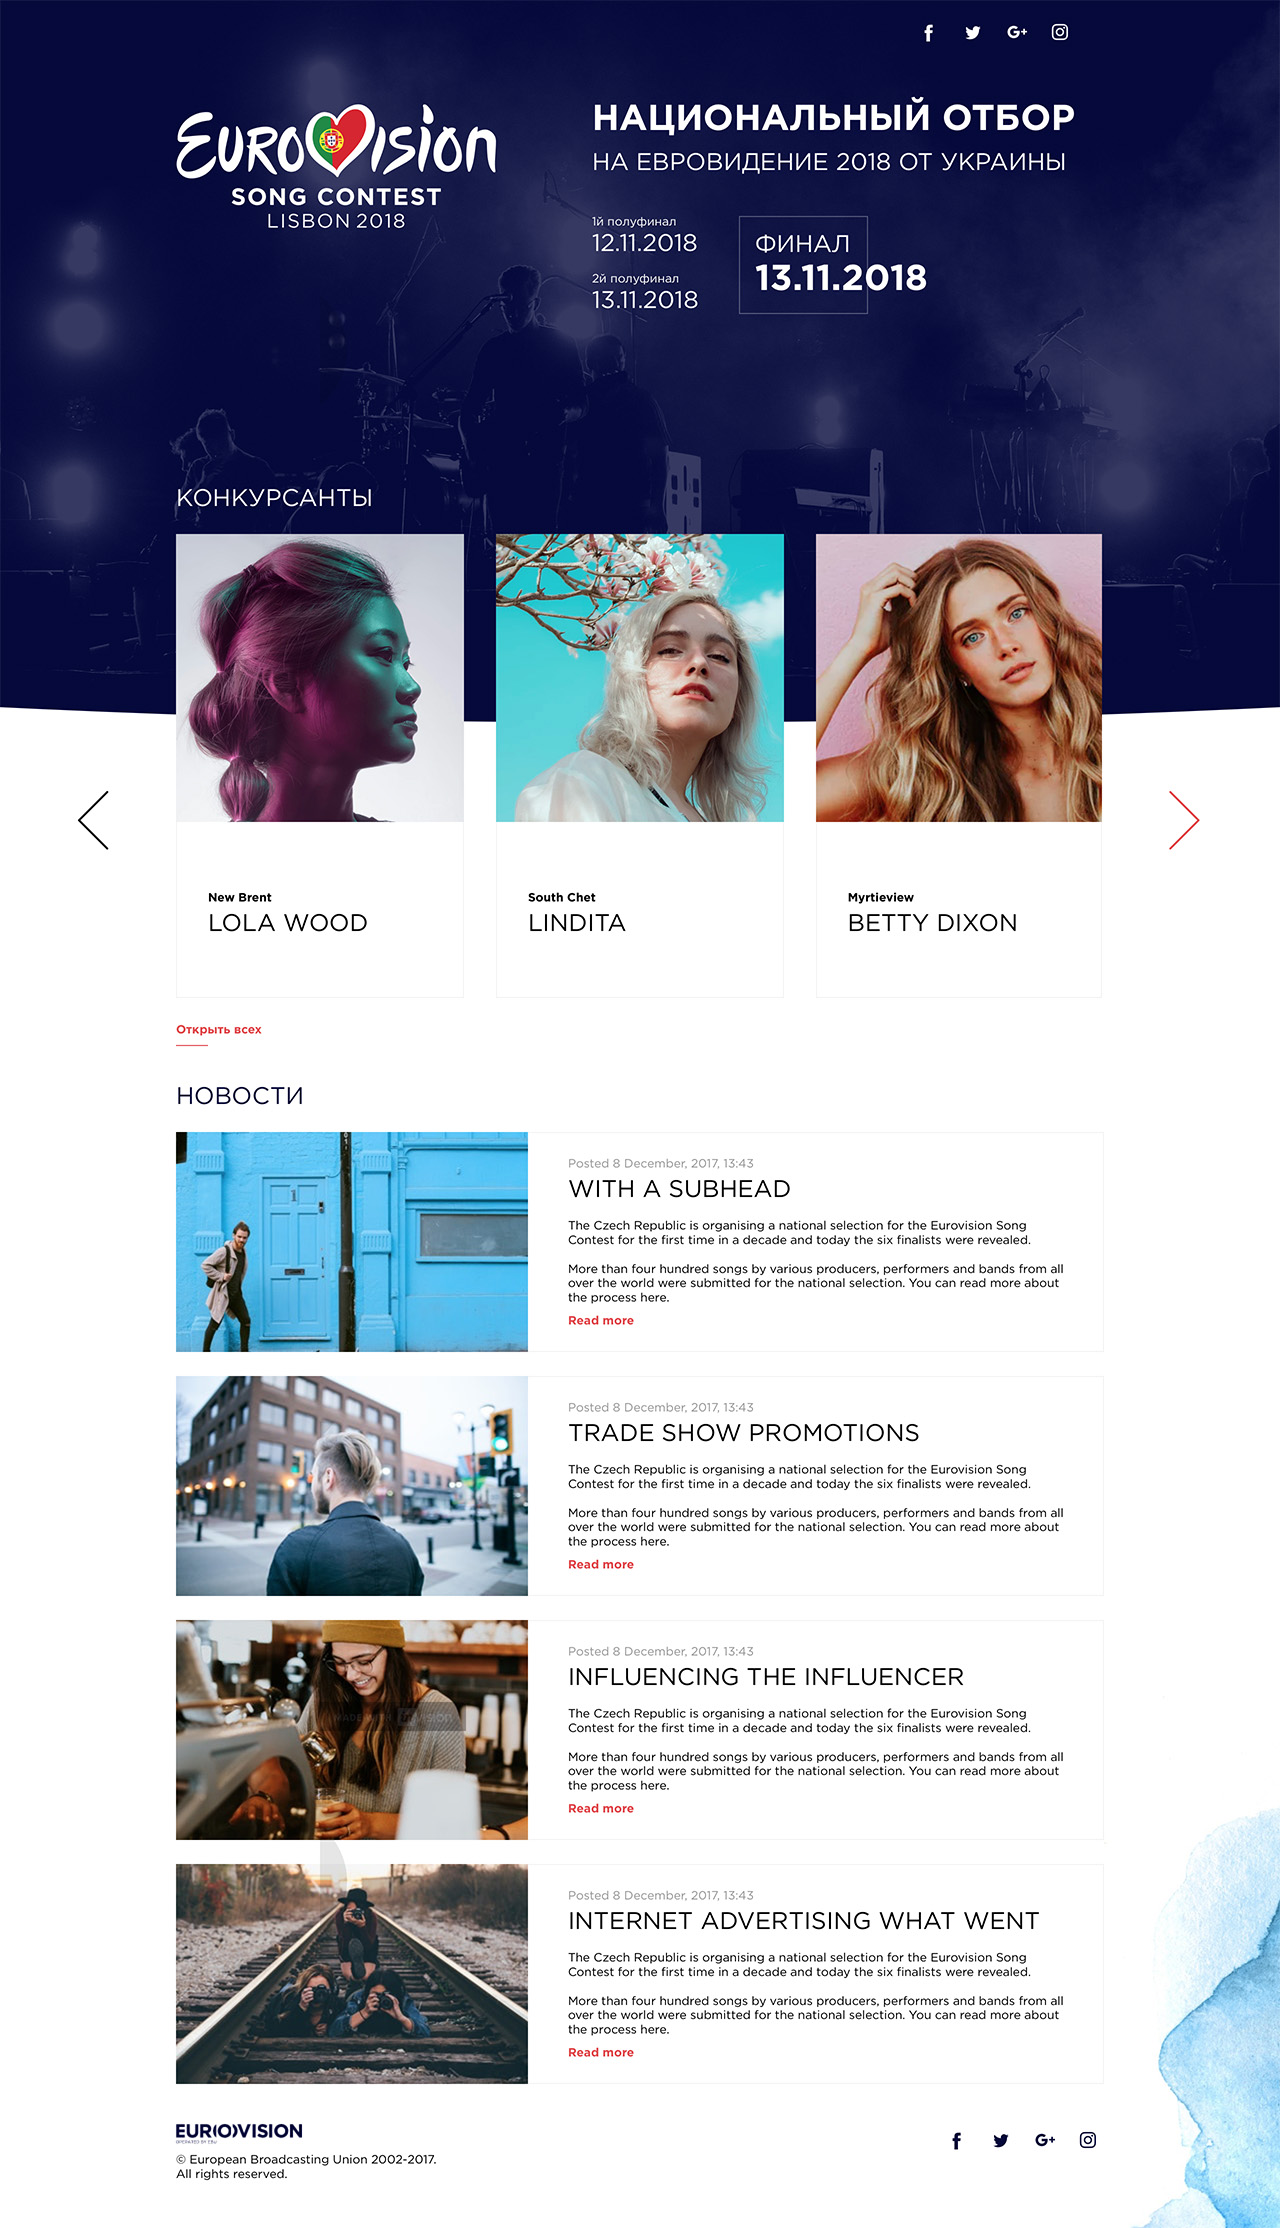 EUROVISION
SONG CONTEST
LISBON 2018
НАЦИОНАЛЬНЫЙ ОТБОР
НА ЕВРОВИДЕНИЕ 2018 ОТ УКРАИНЫ
1й полуфинал
12.11.2018
2й полуфинал
13.11.2018
ФИНАЛ
13.11.2018
КОНКУРСАНТЫ
New Brent
LOLA WOOD
South Chet
LINDITA
Myrtieview
BETTY DIXON
Открыть всех
НОВОСТИ
Posted 8 December, 2017, 13:43
WITH A SUBHEAD
The Czech Republic is organising a national selection for the Eurovision Song
Contest for the first time in a decade and today the six finalists were revealed.
More than four hundred songs by various producers, performers and bands from all
over the world were submitted for the national selection. You can read more about
the process here.
Read more
Posted 8 December, 2017, 13:43
TRADE SHOW PROMOTIONS
The Czech Republic is organising a national selection for the Eurovision Song
Contest for the first time in a decade and today the six finalists were revealed.
More than four hundred songs by various producers, performers and bands from all
over the world were submitted for the national selection. You can read more about
the process here.
Read more
Posted 8 December, 2017, 13:43
INFLUENCING THE INFLUENCER
The Czech Republic is organising a national selection for the Eurovision Song
Contest for the first time in a decade and today the six finalists were revealed.
More than four hundred songs by various producers, performers and bands from all
over the world were submitted for the national selection. You can read more about
the process here.
Read more
MADE WITH INVISION
Posted 8 December, 2017, 13:43
INTERNET ADVERTISING WHAT WENT
The Czech Republic is organising a national selection for the Eurovision Song
Contest for the first time in a decade and today the six finalists were revealed.
More than four hundred songs by various producers, performers and bands from all
over the world were submitted for the national selection. You can read more about
the process here.
Read more
EUROVISION
OPERATED BY EBU
© European Broadcasting Union 2002-2017.
All rights reserved.